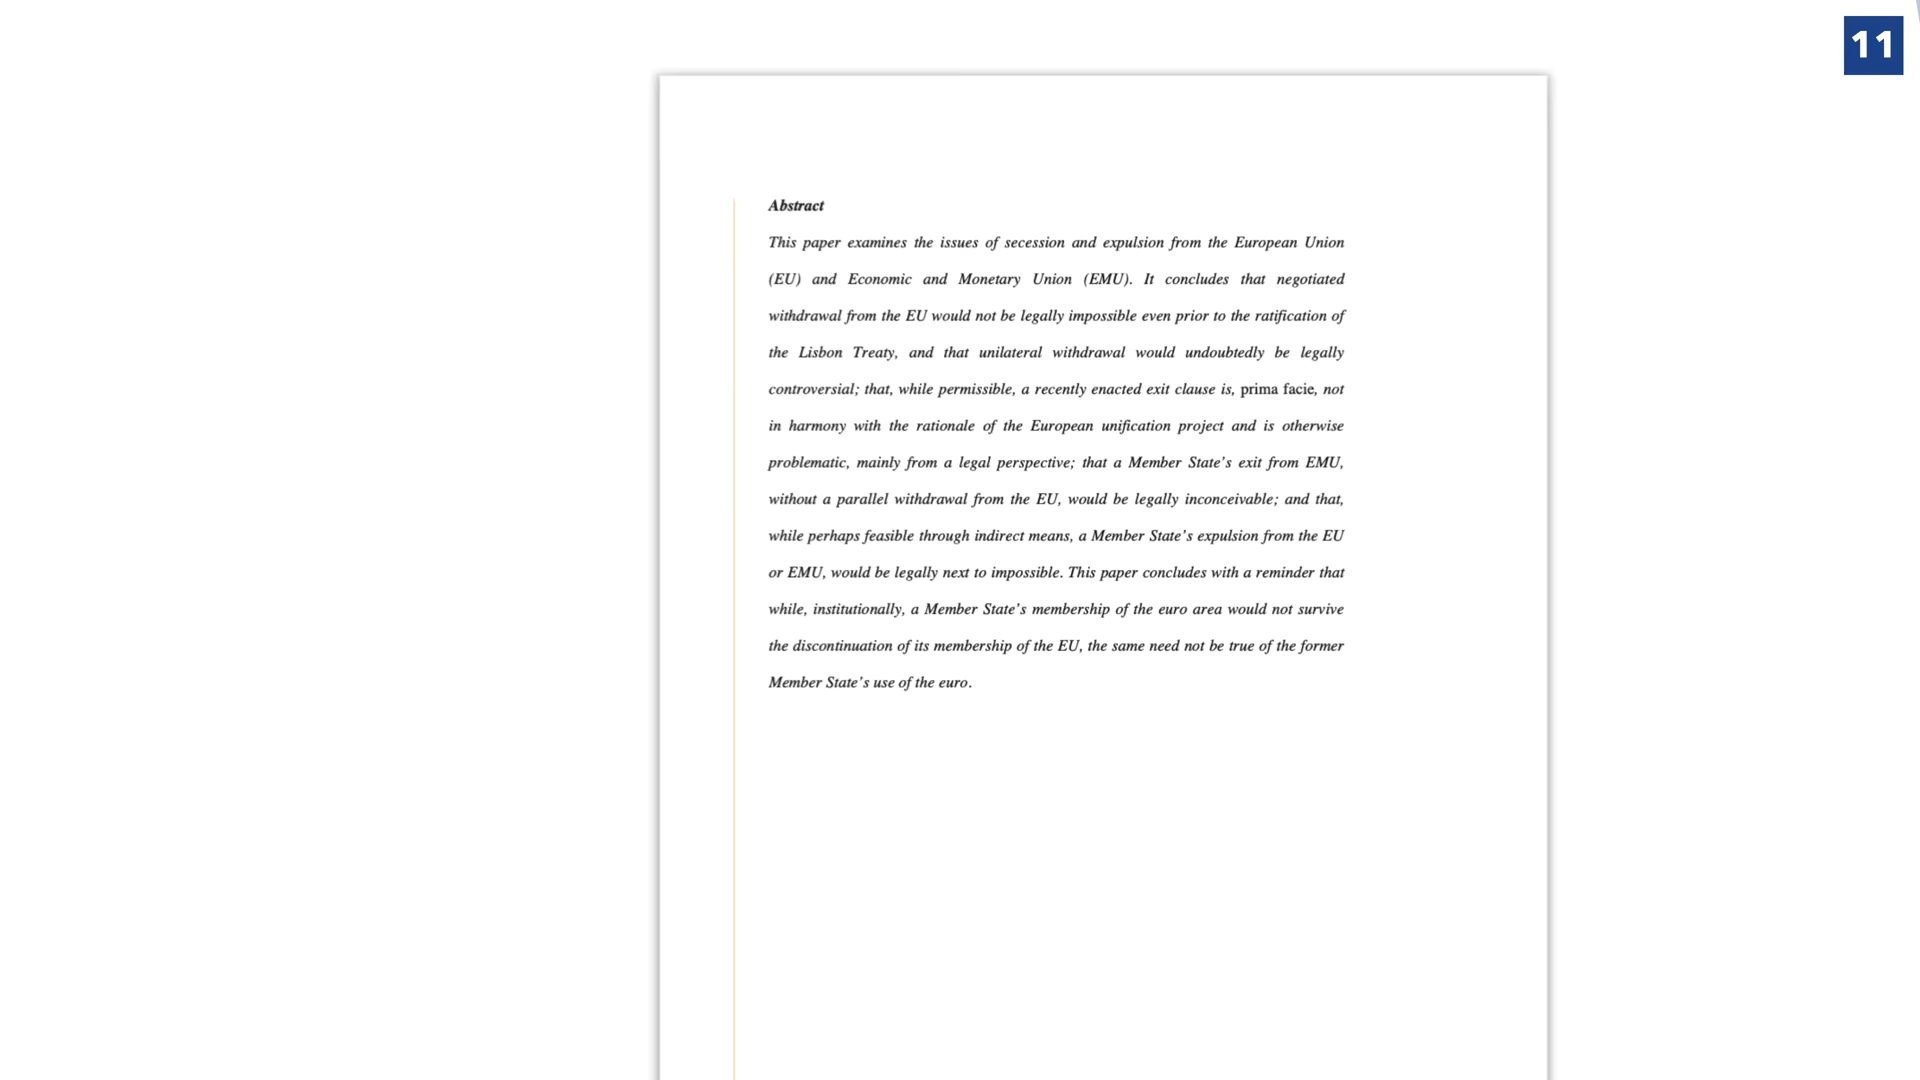 11
Abstract
This paper examines the issues of secession and expulsion from the European Union
(EU) and Economic and Monetary Union (EMU). It concludes that negotiated
withdrawal from the EU would not be legally impossible even prior to the ratification of
the Lisbon Treaty, and that unilateral withdrawal would undoubtedly be legally
controversial; that, while permissible, a recently enacted exit clause is, prima facie, not
in harmony with the rationale of the European unification project and is otherwise
problematic, mainly from a legal perspective; that a Member State’s exit from EMU,
without a parallel withdrawal from the EU, would be legally inconceivable; and that,
while perhaps feasible through indirect means, a Member State’s expulsion from the EU
or EMU, would be legally next to impossible. This paper concludes with a reminder that
while, institutionally, a Member State’s membership of the euro area would not survive
the discontinuation of its membership of the EU, the same need not be true of the former
Member State’s use of the euro.